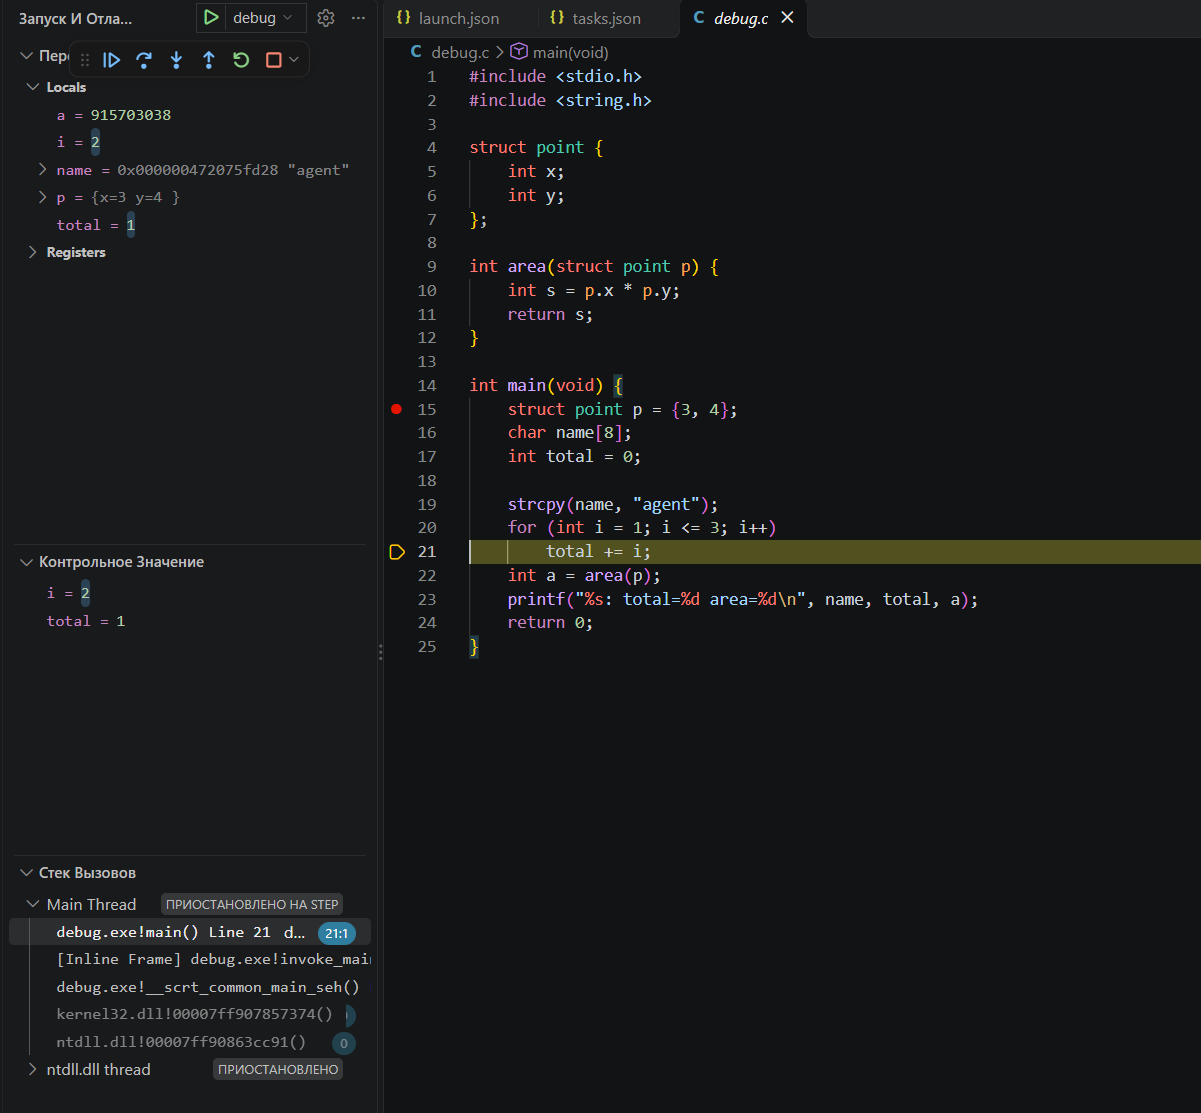 Запуск И Отла... debug ...
Пере
Locals
a = 915703038
i = 2
name = 0x000000472075fd28 "agent"
p = {x=3 y=4 }
total = 1
Registers
Контрольное Значение
i = 2
total = 1
Стек Вызовов
Main Thread ПРИОСТАНОВЛЕНО НА STEP
debug.exe!main() Line 21 d... 21:1
[Inline Frame] debug.exe!invoke_main
debug.exe!__scrt_common_main_seh()
kernel32.dll!00007ff907857374()
ntdll.dll!00007ff90863cc91() 0
ntdll.dll thread ПРИОСТАНОВЛЕНО
{} launch.json {} tasks.json C debug.c
C debug.c > main(void)
1 #include <stdio.h>
2 #include <string.h>
3
4 struct point {
5 int x;
6 int y;
7 };
8
9 int area(struct point p) {
10 int s = p.x * p.y;
11 return s;
12 }
13
14 int main(void) {
15 struct point p = {3, 4};
16 char name[8];
17 int total = 0;
18
19 strcpy(name, "agent");
20 for (int i = 1; i <= 3; i++)
21 total += i;
22 int a = area(p);
23 printf("%s: total=%d area=%d\n", name, total, a);
24 return 0;
25 }